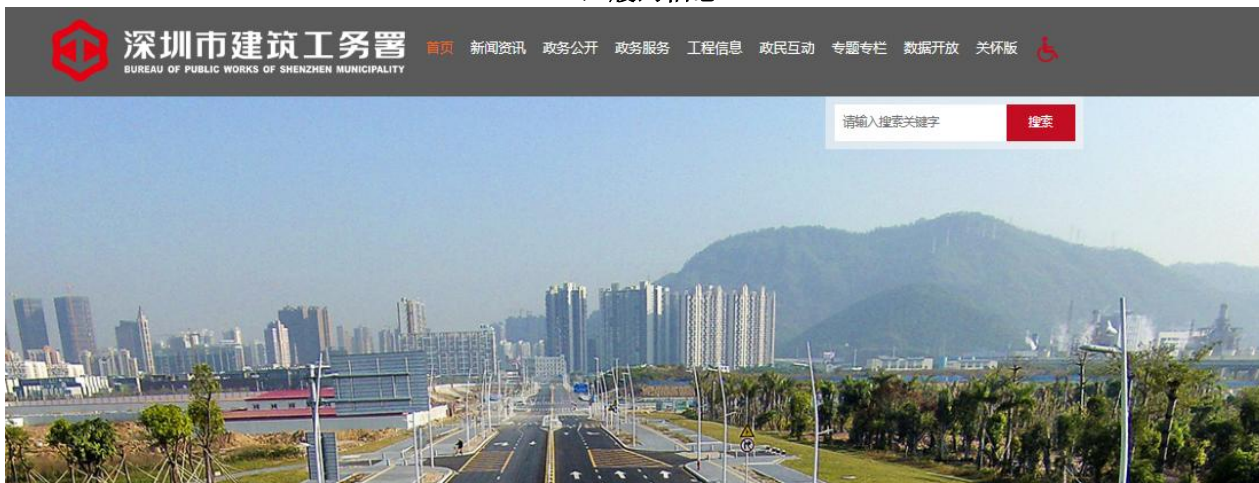 深圳市建筑工务署
BUREAU OF PUBLIC WORKS OF SHENZHEN MUNICIPALITY
首页 新闻资讯 政务公开 政务服务 工程信息 政民互动 专题专栏 数据开放 关怀版
请输入搜索关键字 搜索